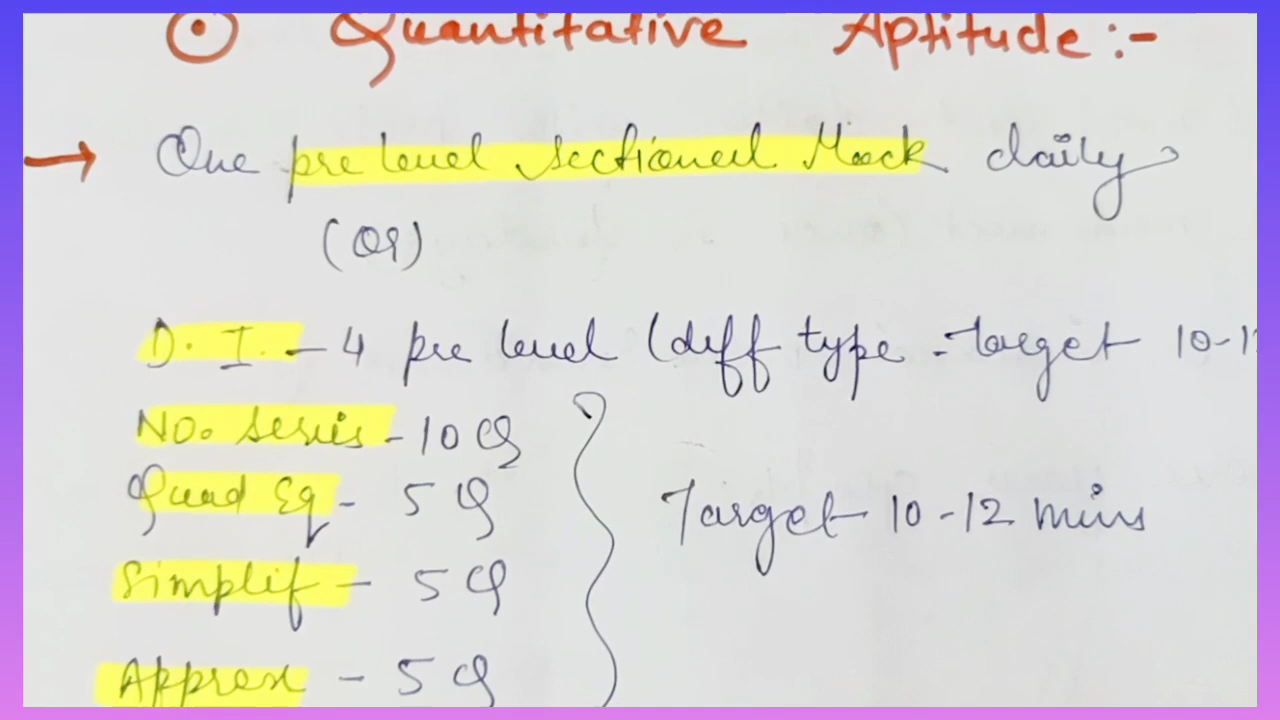 Quantitative Aptitude:-
→ One pre level Sectional Mock daily
(OR)
D. I. - 4 pre level (diff type - Target 10-1
No. Series - 10 Q
Quad Eq - 5 Q
Simplif - 5 Q
Target 10-12 mins
Approx - 5 Q